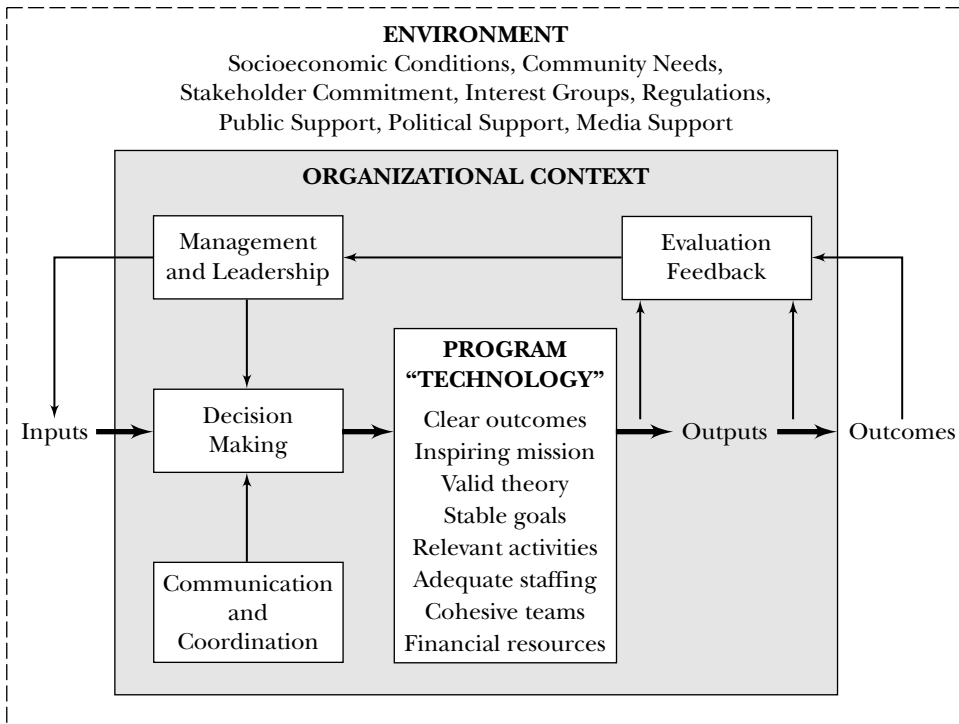 ENVIRONMENT
Socioeconomic Conditions, Community Needs,
Stakeholder Commitment, Interest Groups, Regulations,
Public Support, Political Support, Media Support
ORGANIZATIONAL CONTEXT
Management
and Leadership
Evaluation
Feedback
Inputs
Decision
Making
Communication
and
Coordination
PROGRAM
“TECHNOLOGY”
Clear outcomes
Inspiring mission
Valid theory
Stable goals
Relevant activities
Adequate staffing
Cohesive teams
Financial resources
Outputs
Outcomes